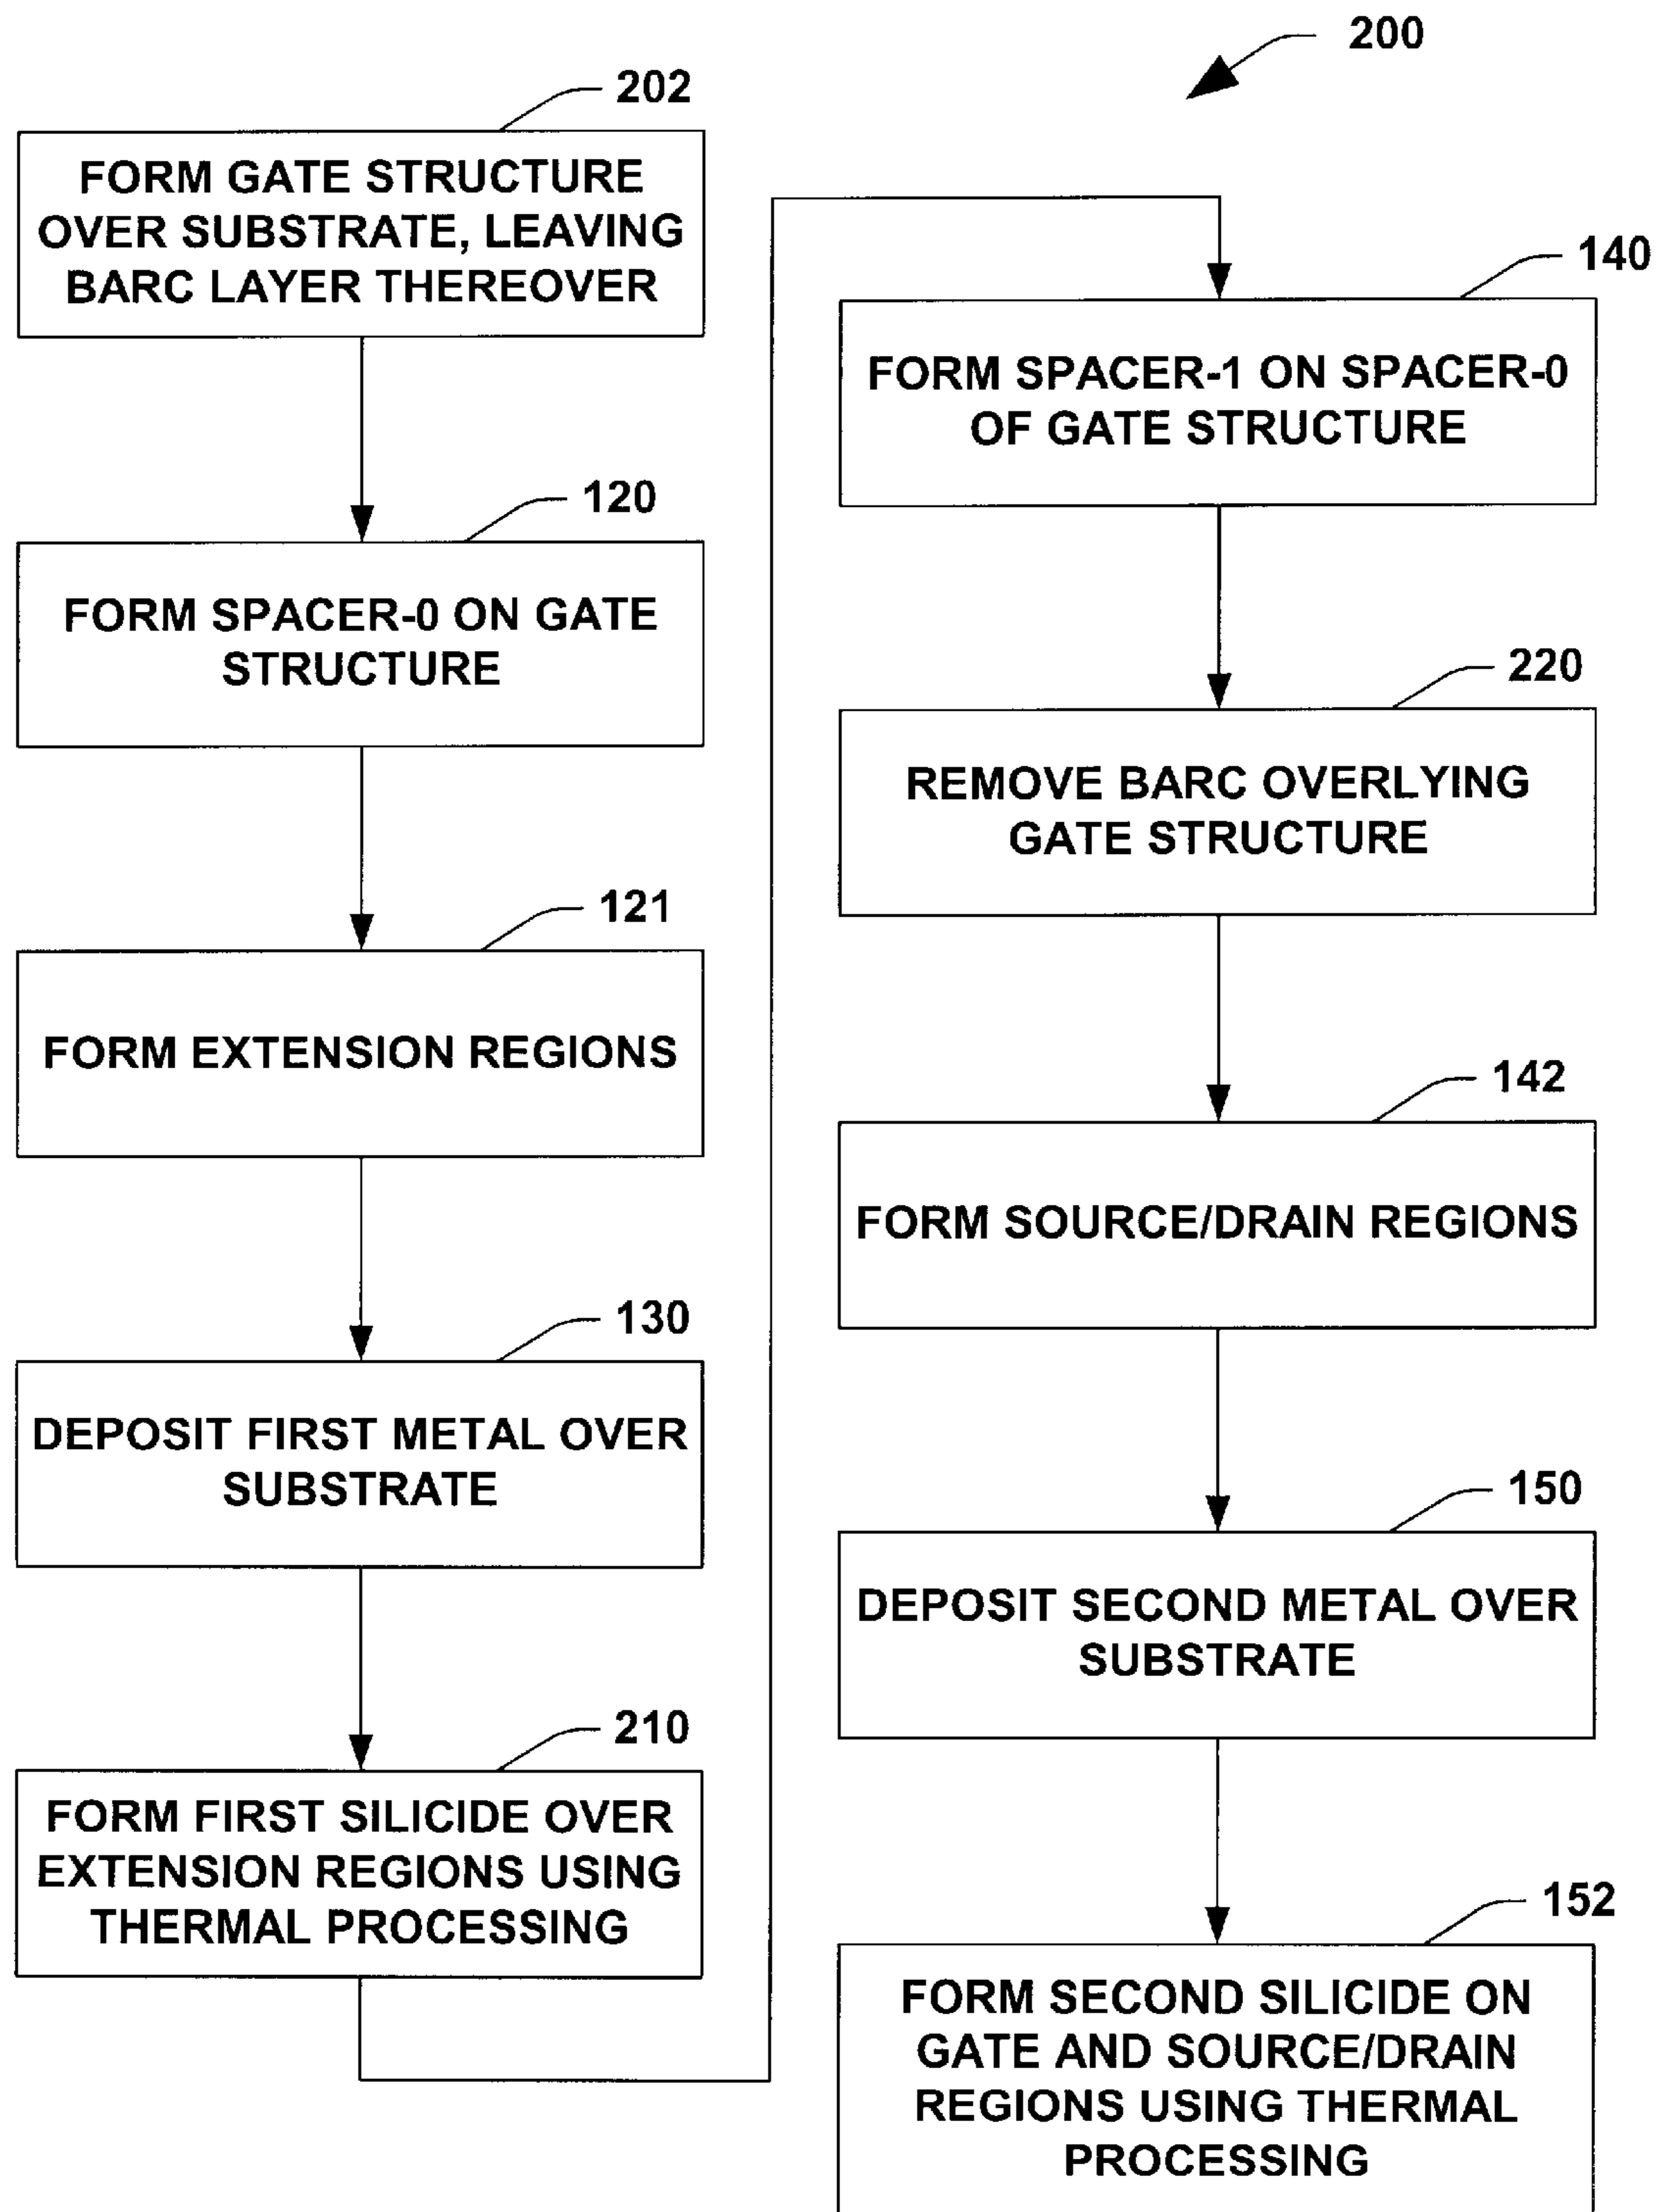 200
202
FORM GATE STRUCTURE
OVER SUBSTRATE, LEAVING
BARC LAYER THEREOVER
120
FORM SPACER-0 ON GATE
STRUCTURE
121
FORM EXTENSION REGIONS
130
DEPOSIT FIRST METAL OVER
SUBSTRATE
210
FORM FIRST SILICIDE OVER
EXTENSION REGIONS USING
THERMAL PROCESSING
140
FORM SPACER-1 ON SPACER-0
OF GATE STRUCTURE
220
REMOVE BARC OVERLYING
GATE STRUCTURE
142
FORM SOURCE/DRAIN REGIONS
150
DEPOSIT SECOND METAL OVER
SUBSTRATE
152
FORM SECOND SILICIDE ON
GATE AND SOURCE/DRAIN
REGIONS USING THERMAL
PROCESSING